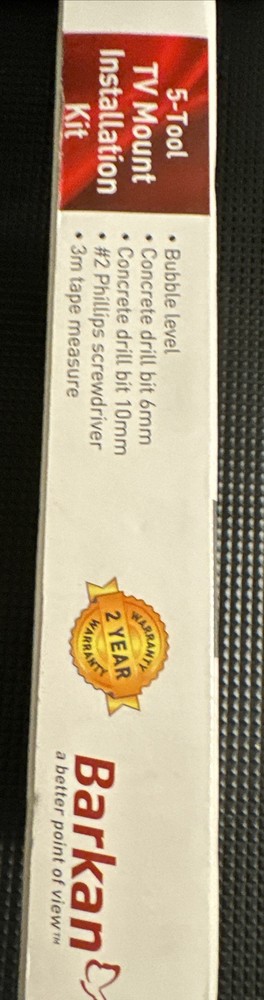 5-Tool
TV Mount
Installation
Kit
• Bubble level
• Concrete drill bit 6mm
• Concrete drill bit 10mm
• #2 Phillips screwdriver
• 3m tape measure
WARRANTY
2 YEAR
WARRANTY
Barkan
a better point of view™